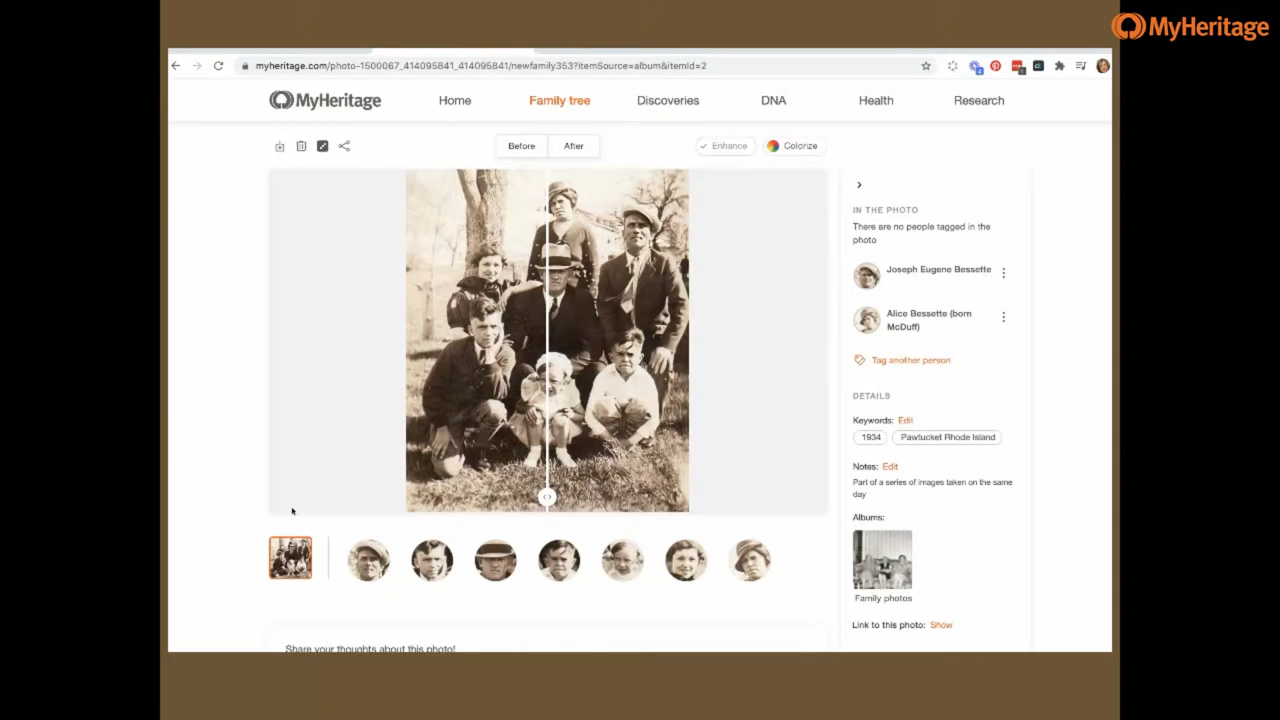 MyHeritage
myheritage.com/photo-1500067_414095841_414095841/newfamily353?itemSource=album&itemId=2
MyHeritage
Home
Family tree
Discoveries
DNA
Health
Research
Before
After
Enhance
Colorize
IN THE PHOTO
There are no people tagged in the
photo
Joseph Eugene Bessette
Alice Bessette (born
McDuff)
Tag another person
DETAILS
Keywords: Edit
1934
Pawtucket Rhode Island
Notes: Edit
Part of a series of images taken on the same
day
Albums:
Family photos
Link to this photo: Show
Share your thoughts about this photo!